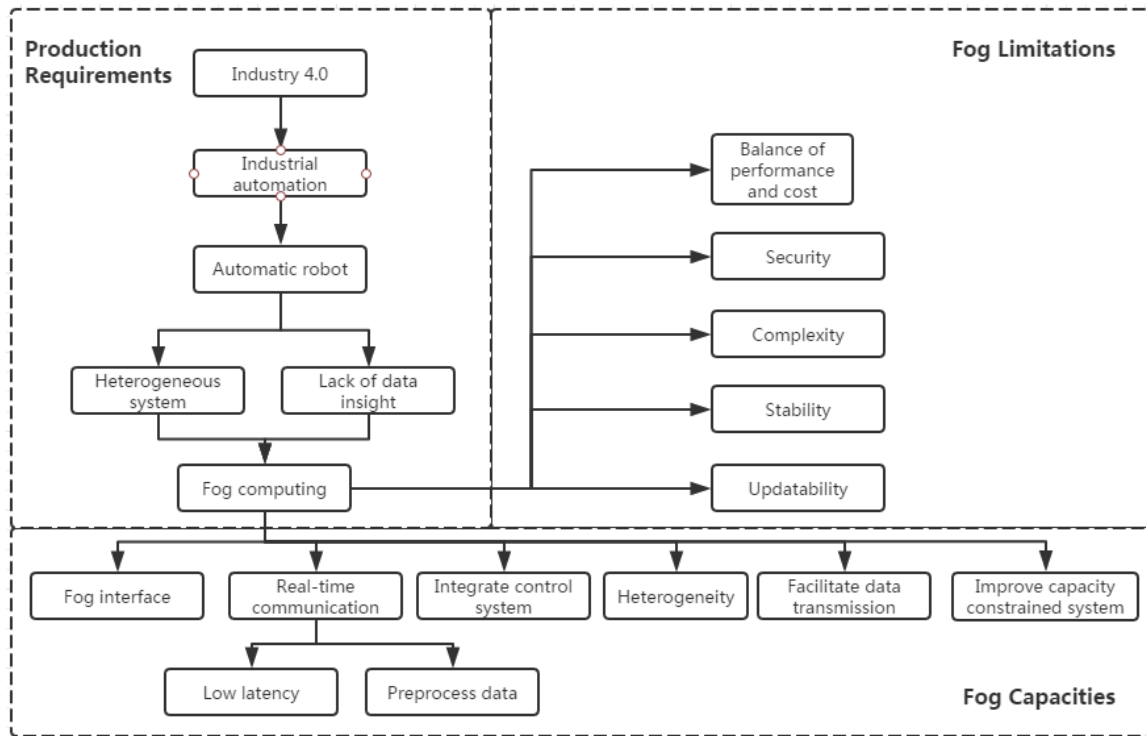 Production
Requirements
Industry 4.0
Industrial
automation
Automatic robot
Heterogeneous
system
Lack of data
insight
Fog computing
Fog Limitations
Balance of
performance
and cost
Security
Complexity
Stability
Updatability
Fog interface
Real-time
communication
Integrate control
system
Heterogeneity
Facilitate data
transmission
Improve capacity
constrained system
Low latency
Preprocess data
Fog Capacities